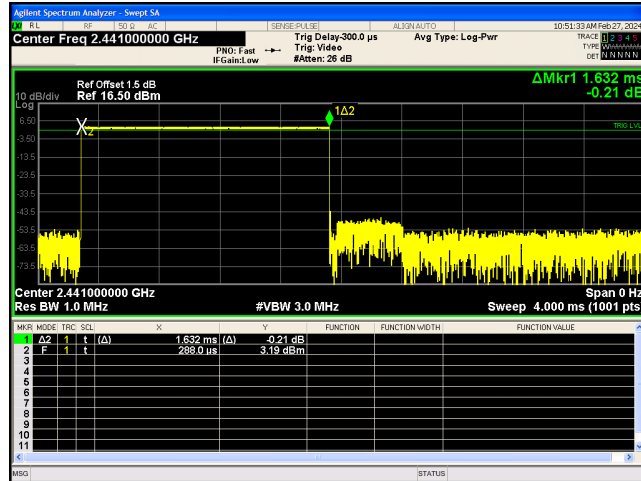 Agilent Spectrum Analyzer - Swept SA
RL RF 50 Ω AC SENSE:PULSE ALIGN AUTO 10:51:33 AM Feb 27, 2024
Center Freq 2.441000000 GHz Trig Delay-300.0 µs Avg Type: Log-Pwr TRACE 1 2 3 4 5
PNO: Fast Trig: Video TYPE
IFGain:Low #Atten: 26 dB DET N N N N N
ΔMkr1 1.632 ms
-0.21 dB
Ref Offset 1.5 dB
10 dB/div Ref 16.50 dBm
Log
1Δ2
6.50
2
TRIG LVL
-3.50
-13.5
-23.5
-33.5
-43.5
-53.5
-63.5
-73.5
Center 2.441000000 GHz Span 0 Hz
Res BW 1.0 MHz #VBW 3.0 MHz Sweep 4.000 ms (1001 pts
MKR MODE TRC SCL X Y FUNCTION FUNCTION WIDTH FUNCTION VALUE
1 Δ2 1 t (Δ) 1.632 ms (Δ) -0.21 dB
2 F 1 t 288.0 µs 3.19 dBm
3
4
5
6
7
8
9
10
11
MSG STATUS